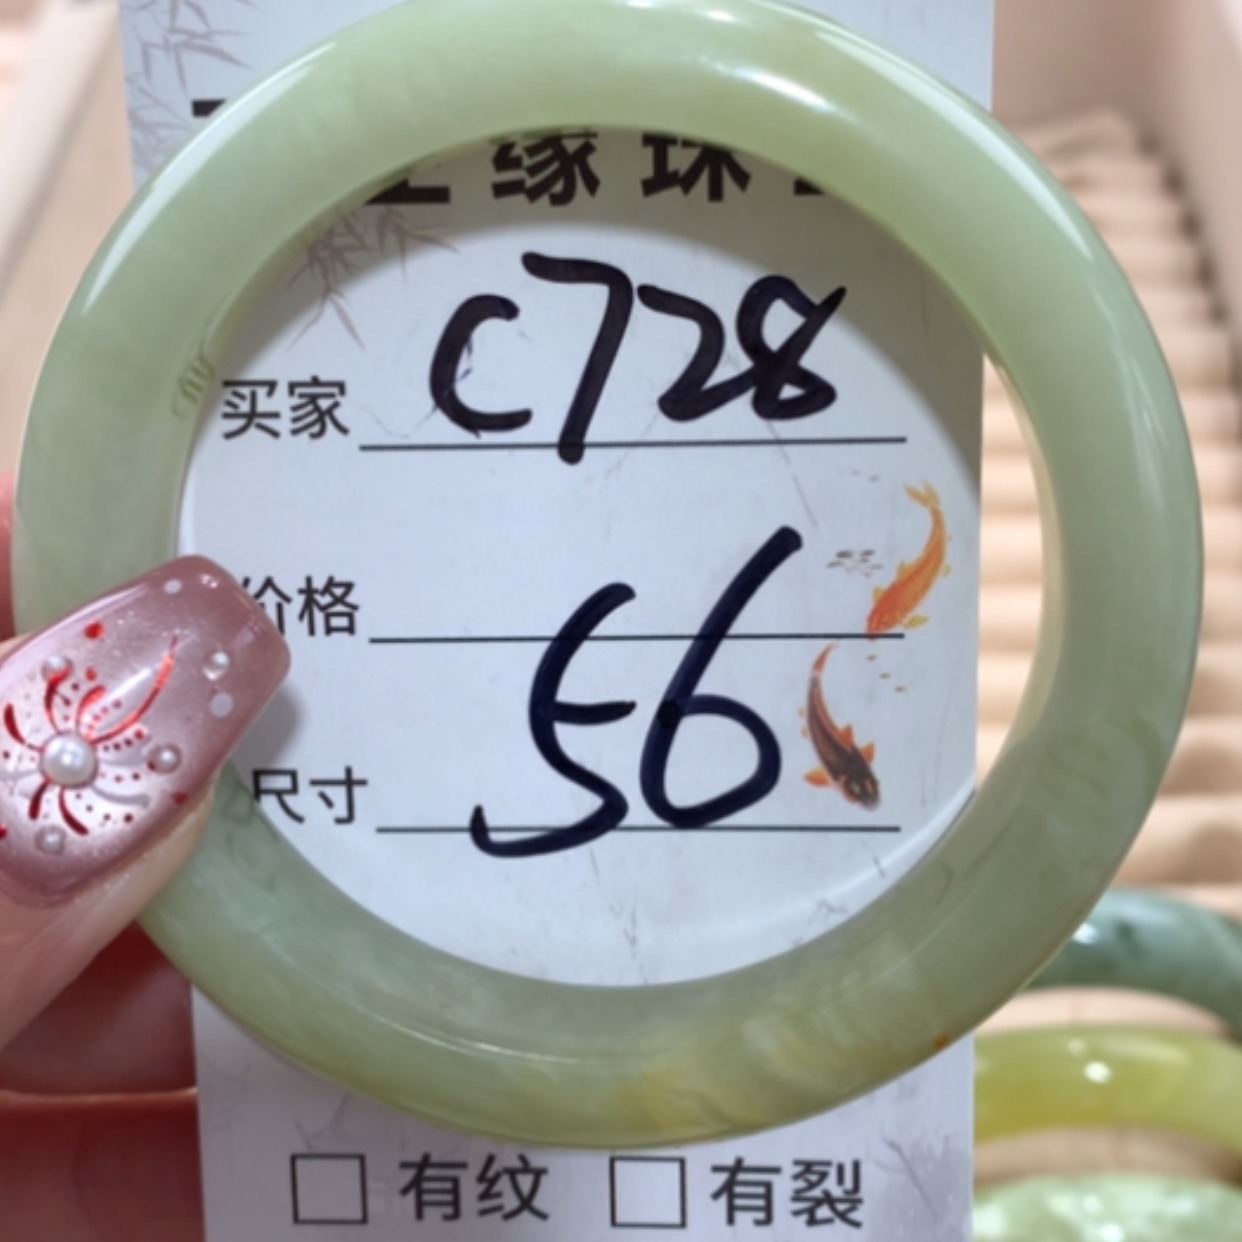 缘珠
买家 C728
价格
尺寸 56
有纹 有裂